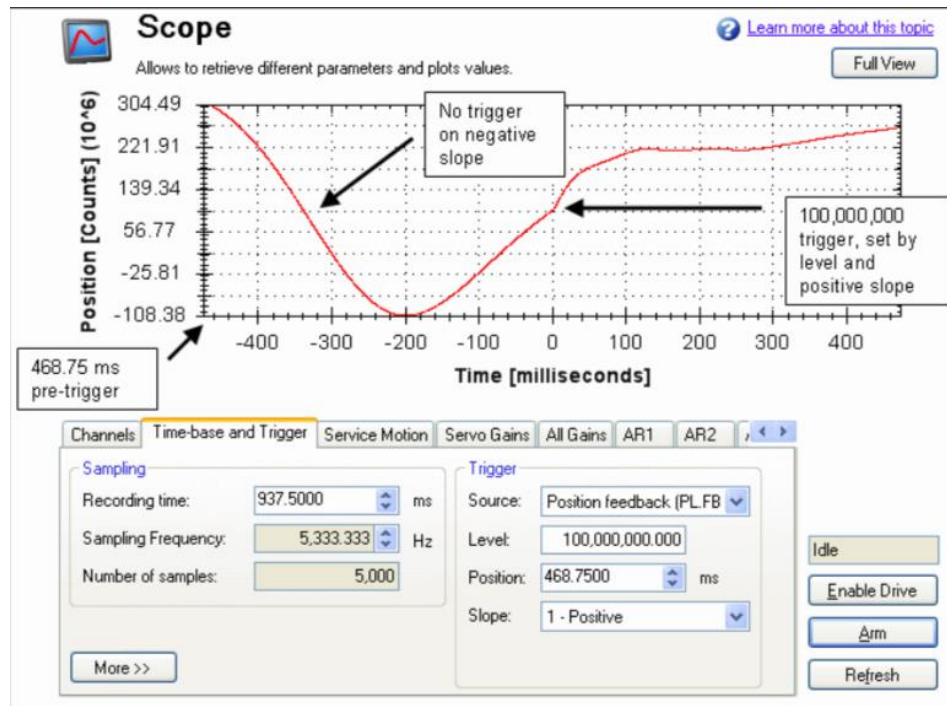 Scope
Learn more about this topic
Allows to retrieve different parameters and plots values.
Full View
Position [Counts] (10^6)
304.49
221.91
139.34
56.77
-25.81
-108.38
No trigger
on negative
slope
100,000,000
trigger, set by
level and
positive slope
468.75 ms
pre-trigger
-400 -300 -200 -100 0 100 200 300 400
Time [milliseconds]
Channels Time-base and Trigger Service Motion Servo Gains All Gains AR1 AR2
Sampling
Recording time: 937.5000 ms
Sampling Frequency: 5,333.333 Hz
Number of samples: 5,000
More >>
Trigger
Source: Position feedback (PL.FB
Level: 100,000,000.000
Position: 468.7500 ms
Slope: 1 - Positive
Idle
Enable Drive
Arm
Refresh